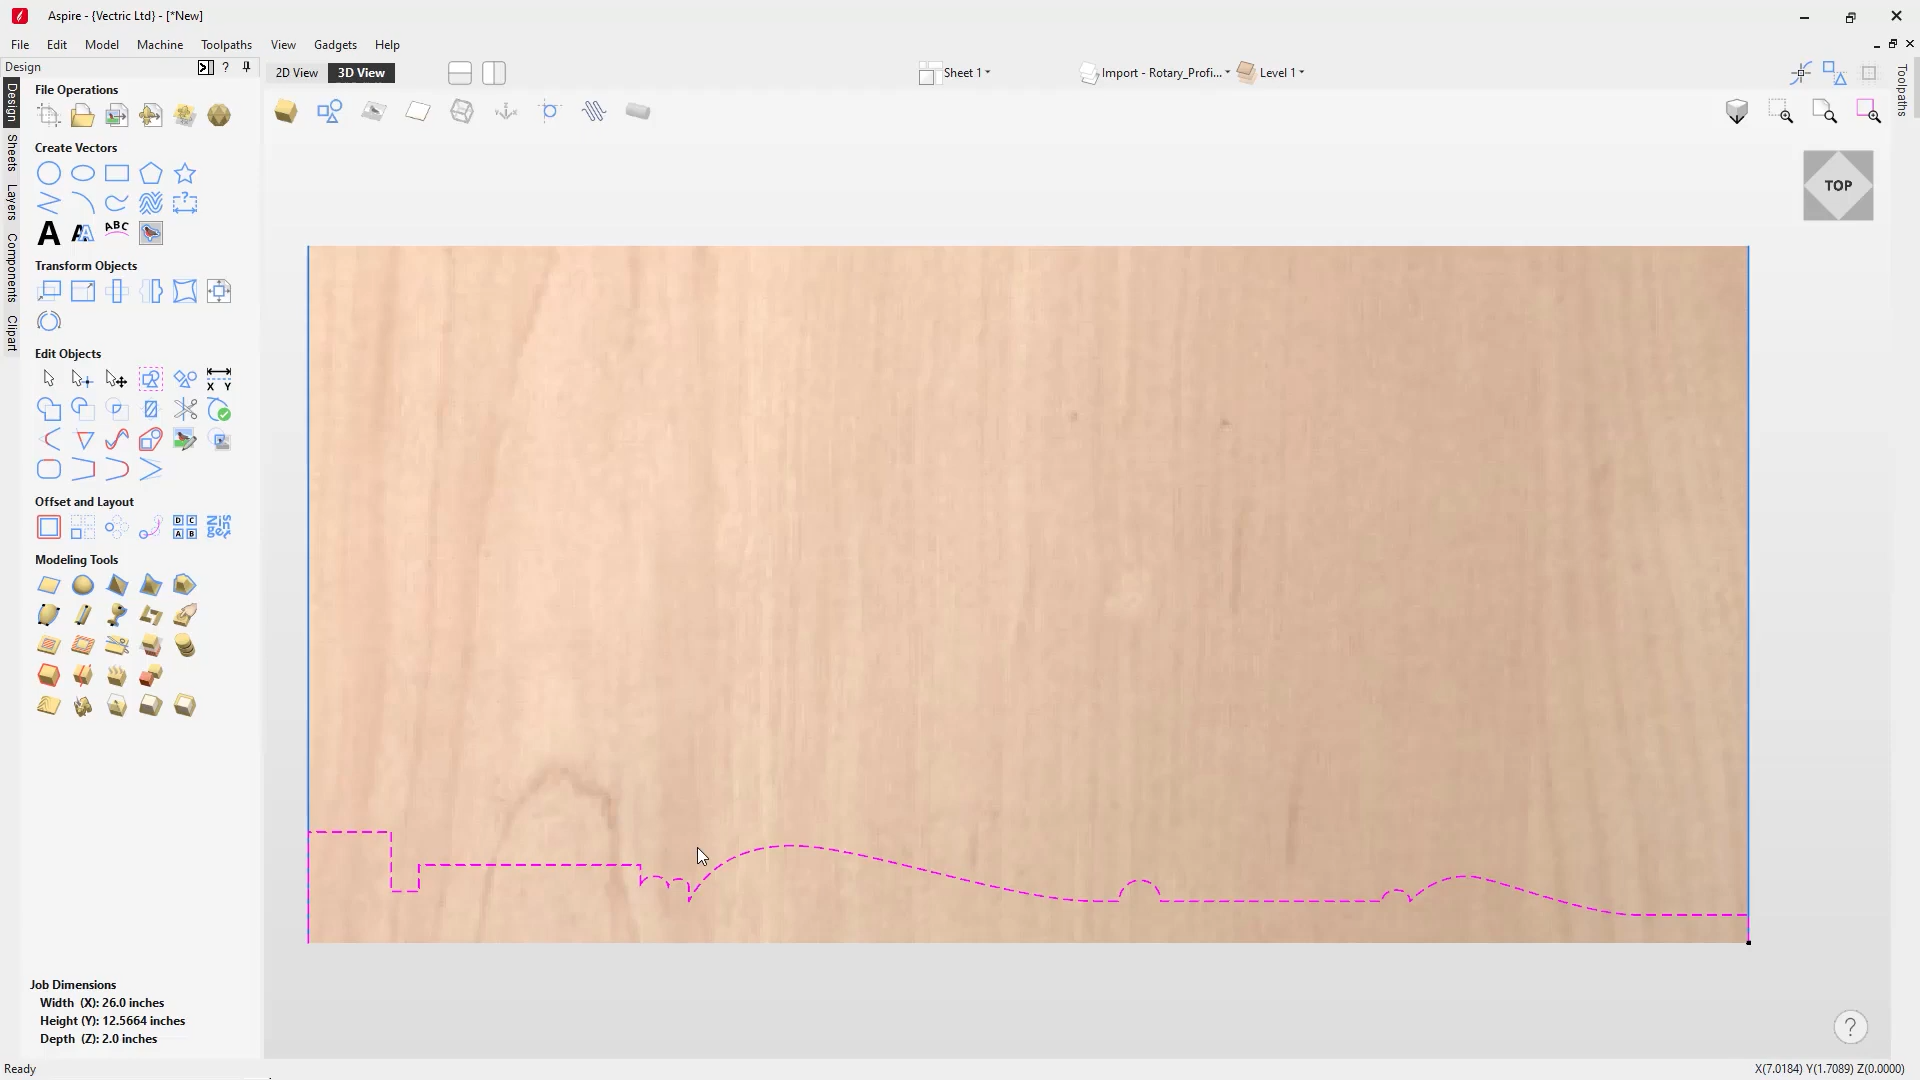 Aspire - {Vectric Ltd} - [*New]
File Edit Model Machine Toolpaths View Gadgets Help
Design
2D View 3D View
Sheet 1
Import - Rotary_Profi...
Level 1
Toolpaths
Design
Sheets
Layers
Components
Clipart
File Operations
Create Vectors
A
ABC
Transform Objects
Edit Objects
X Y
Offset and Layout
D C
A B
Modeling Tools
TOP
Job Dimensions
Width (X): 26.0 inches
Height (Y): 12.5664 inches
Depth (Z): 2.0 inches
Ready
X(7.0184) Y(1.7089) Z(0.0000)